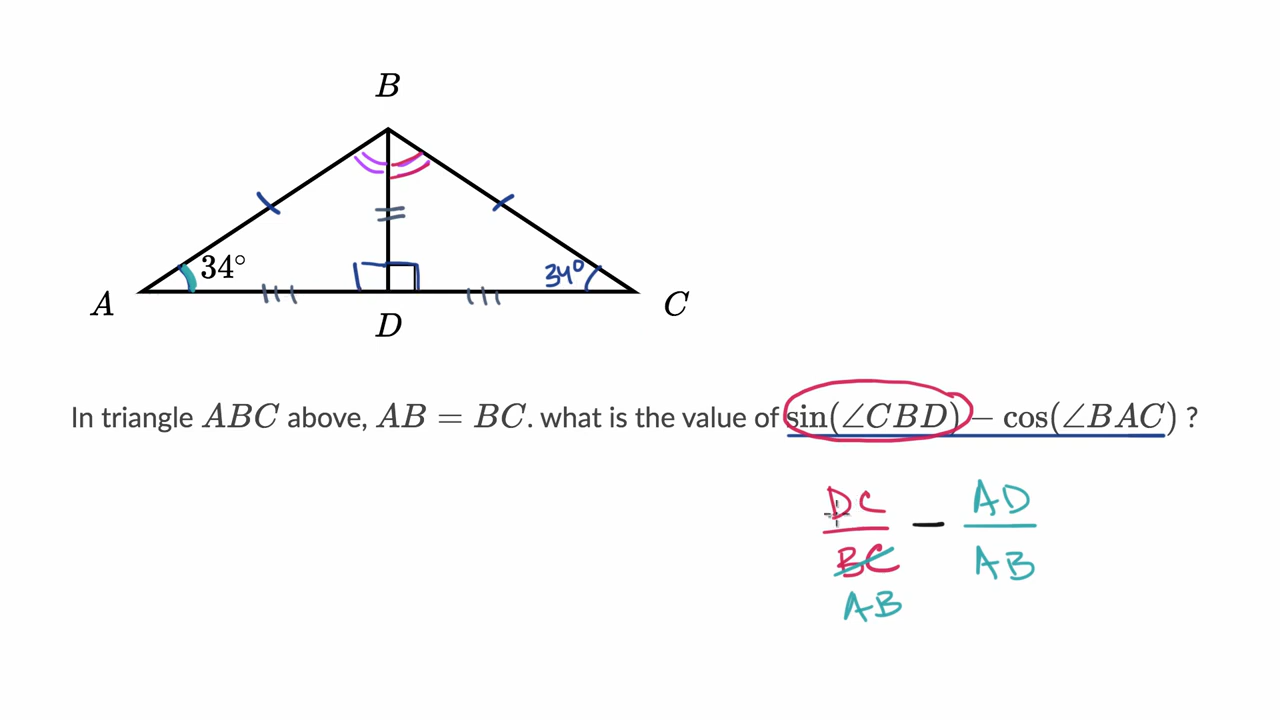 B
34°
34°
A
C
D
In triangle ABC above, AB = BC. what is the value of sin(∠CBD) − cos(∠BAC) ?
DC
AD
—
BC
AB
AB